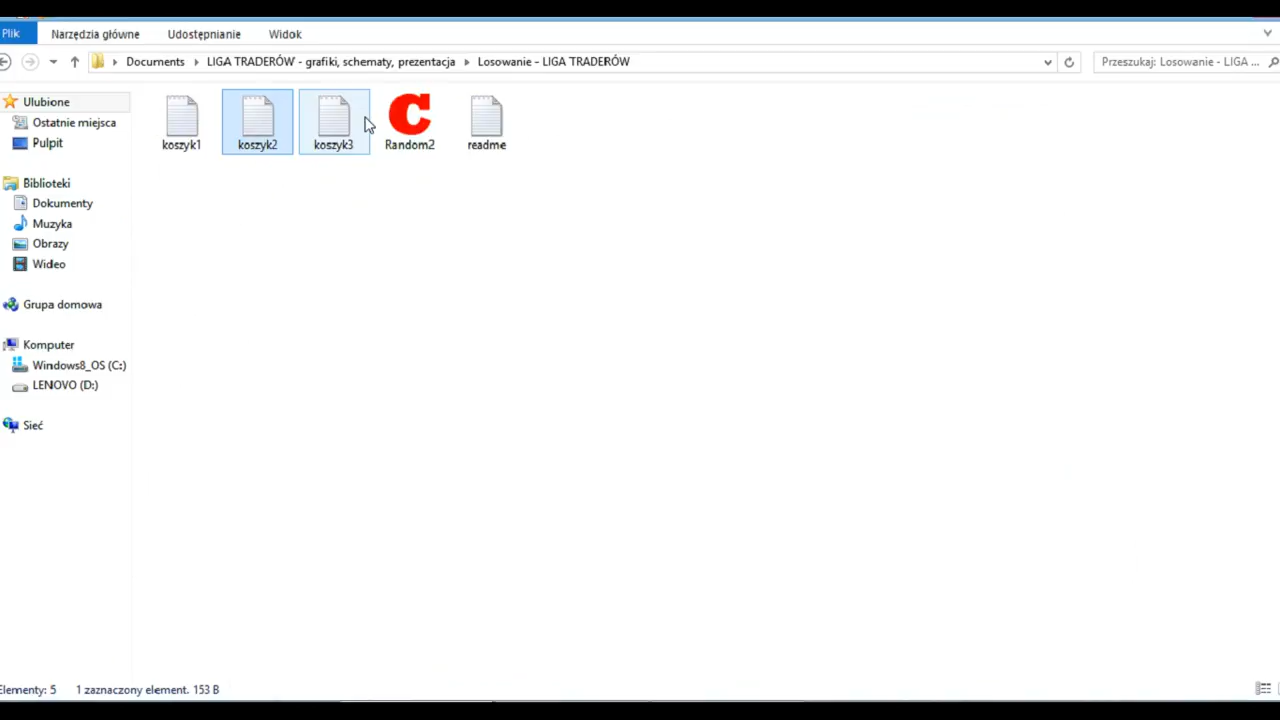 Plik Narzędzia główne Udostępnianie Widok
Documents LIGA TRADERÓW - grafiki, schematy, prezentacja Losowanie - LIGA TRADERÓW Przeszukaj: Losowanie - LIGA ...
Ulubione
Ostatnie miejsca
Pulpit
Biblioteki
Dokumenty
Muzyka
Obrazy
Wideo
Grupa domowa
Komputer
Windows8_OS (C:)
LENOVO (D:)
Sieć
koszyk1 koszyk2 koszyk3 Random2 readme
C
Elementy: 5 1 zaznaczony element. 153 B